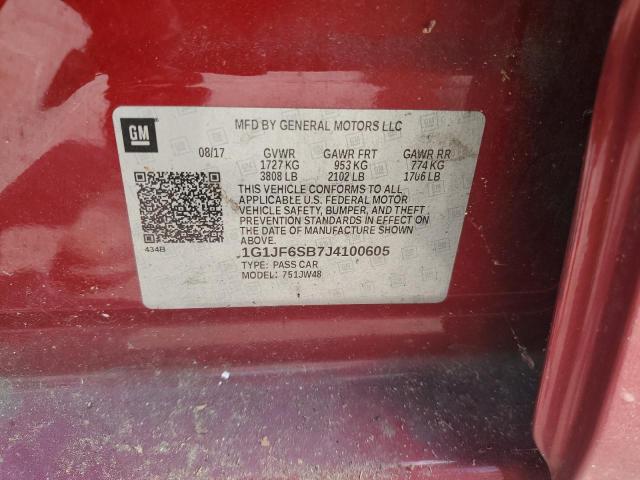 GM
MFD BY GENERAL MOTORS LLC
08/17 GVWR GAWR FRT GAWR RR
1727 KG 953 KG 774 KG
3808 LB 2102 LB 1706 LB
THIS VEHICLE CONFORMS TO ALL
APPLICABLE U.S. FEDERAL MOTOR
VEHICLE SAFETY, BUMPER, AND THEFT
PREVENTION STANDARDS IN EFFECT ON
THE DATE OF MANUFACTURE SHOWN
ABOVE.
434B
1G1JF6SB7J4100605
TYPE: PASS CAR
MODEL: 751JW48